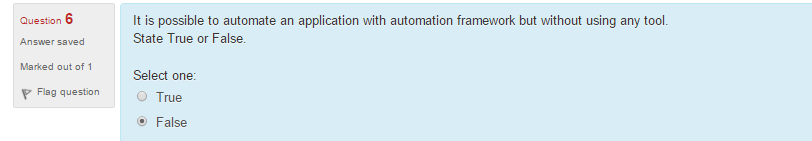 Question 6
Answer saved
Marked out of 1
Flag question
It is possible to automate an application with automation framework but without using any tool.
State True or False.
Select one:
True
False